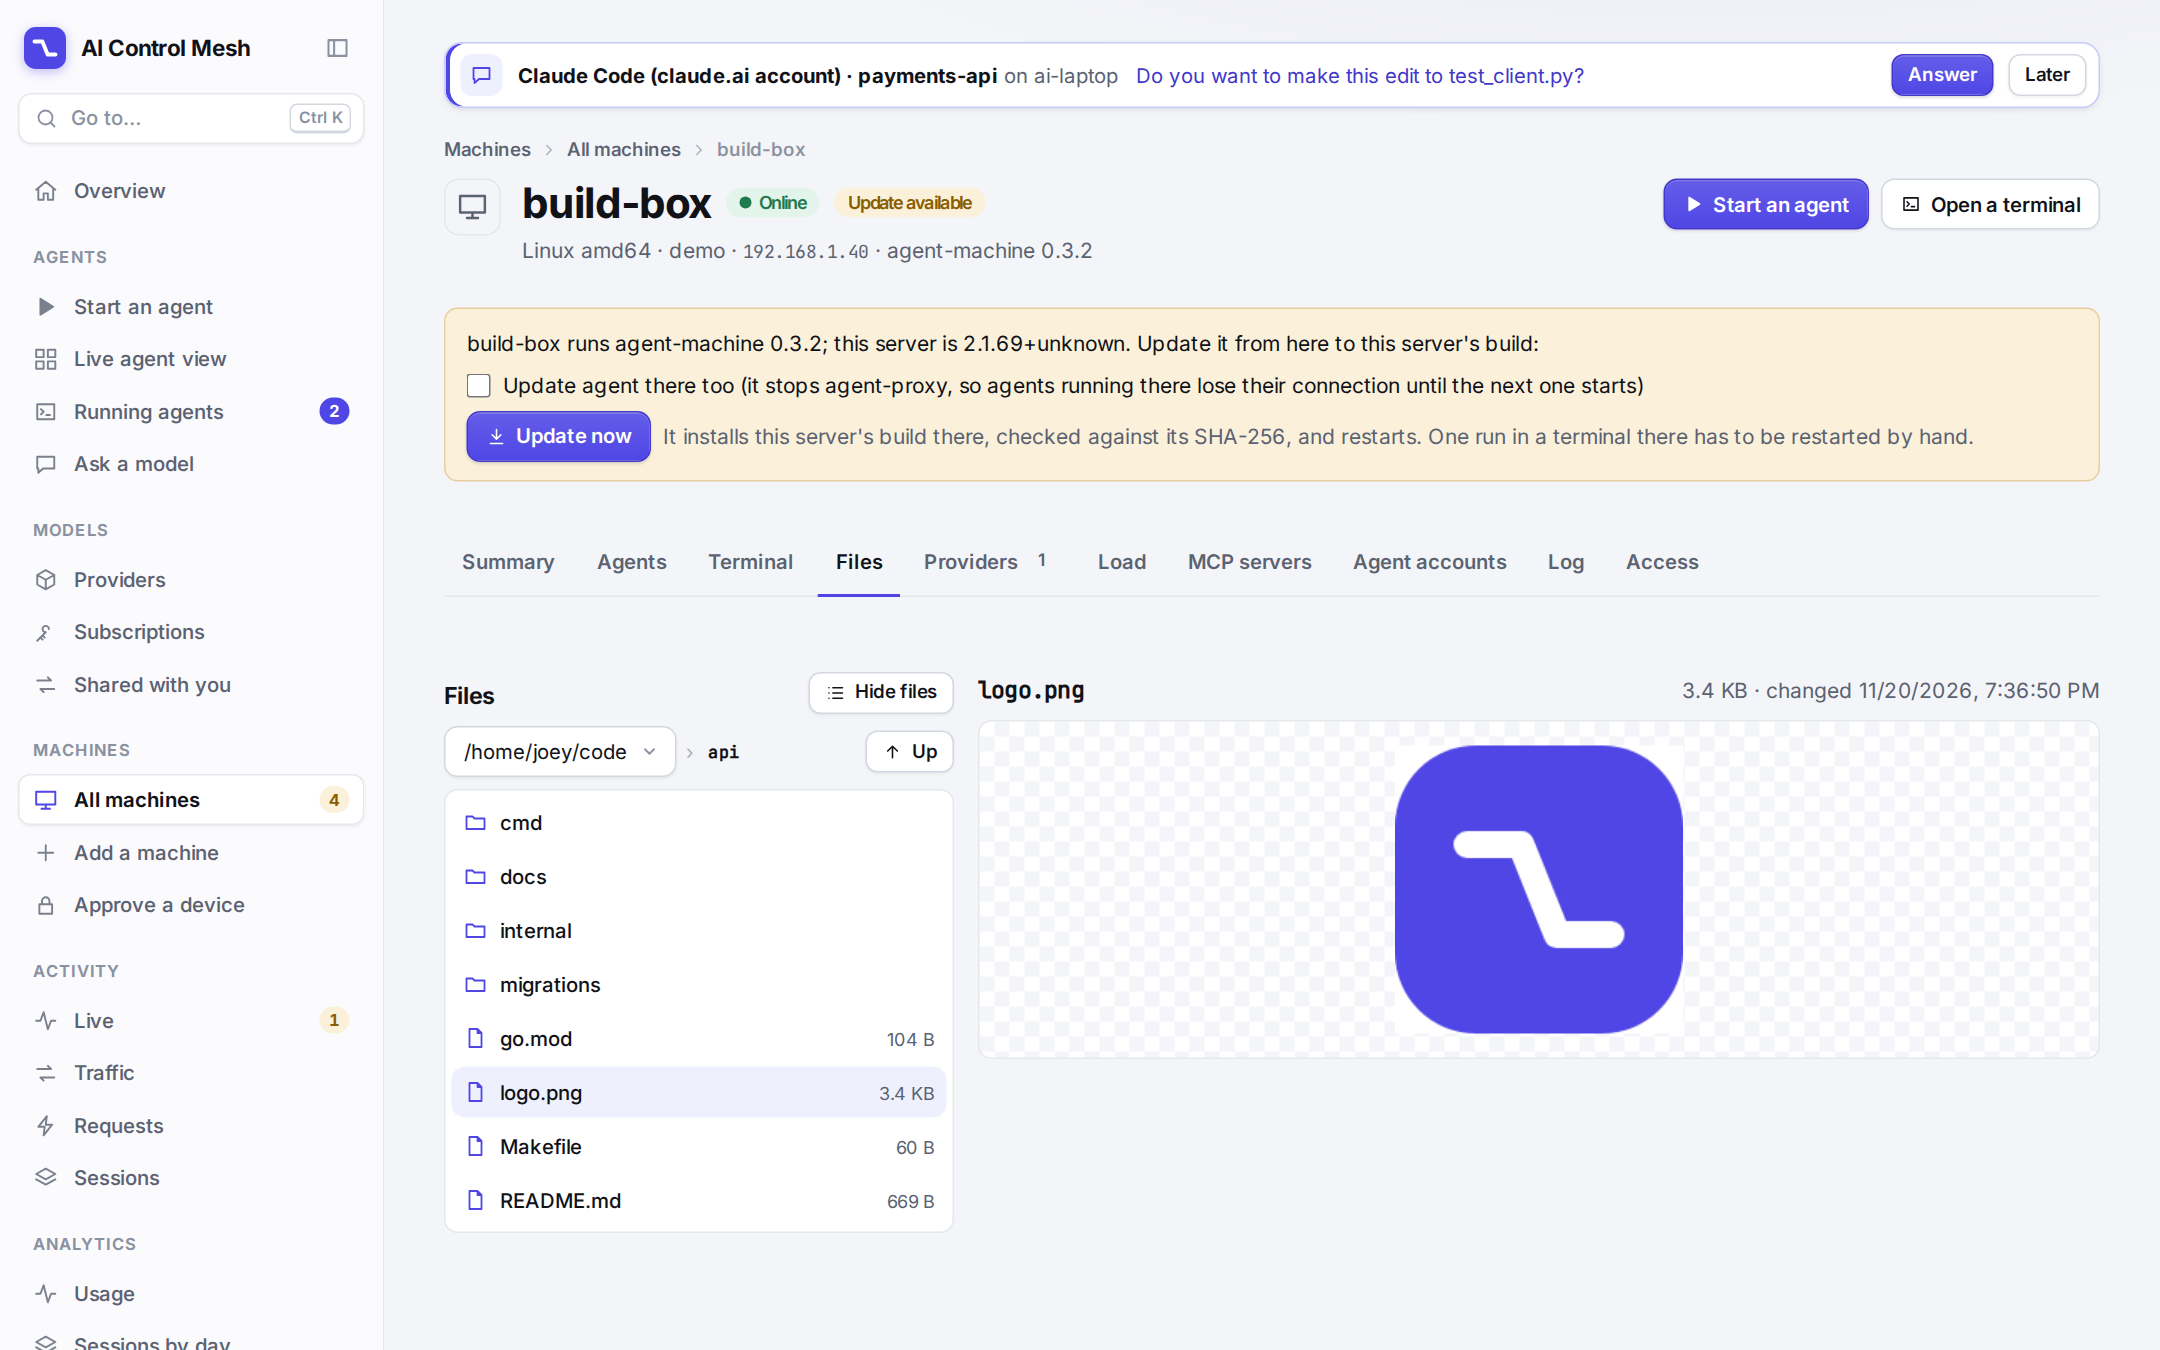 AI Control Mesh
Go to...
Ctrl K
Overview
AGENTS
Start an agent
Live agent view
Running agents 2
Ask a model
MODELS
Providers
Subscriptions
Shared with you
MACHINES
All machines 4
Add a machine
Approve a device
ACTIVITY
Live 1
Traffic
Requests
Sessions
ANALYTICS
Usage
Sessions by day
Claude Code (claude.ai account) · payments-api on ai-laptop Do you want to make this edit to test_client.py?
Answer
Later
Machines > All machines > build-box
build-box
Online
Update available
Linux amd64 · demo · 192.168.1.40 · agent-machine 0.3.2
Start an agent
Open a terminal
build-box runs agent-machine 0.3.2; this server is 2.1.69+unknown. Update it from here to this server's build:
Update agent there too (it stops agent-proxy, so agents running there lose their connection until the next one starts)
Update now
It installs this server's build there, checked against its SHA-256, and restarts. One run in a terminal there has to be restarted by hand.
Summary Agents Terminal Files Providers 1 Load MCP servers Agent accounts Log Access
Files
Hide files
/home/joey/code > api
Up
cmd
docs
internal
migrations
go.mod 104 B
logo.png 3.4 KB
Makefile 60 B
README.md 669 B
logo.png
3.4 KB · changed 11/20/2026, 7:36:50 PM